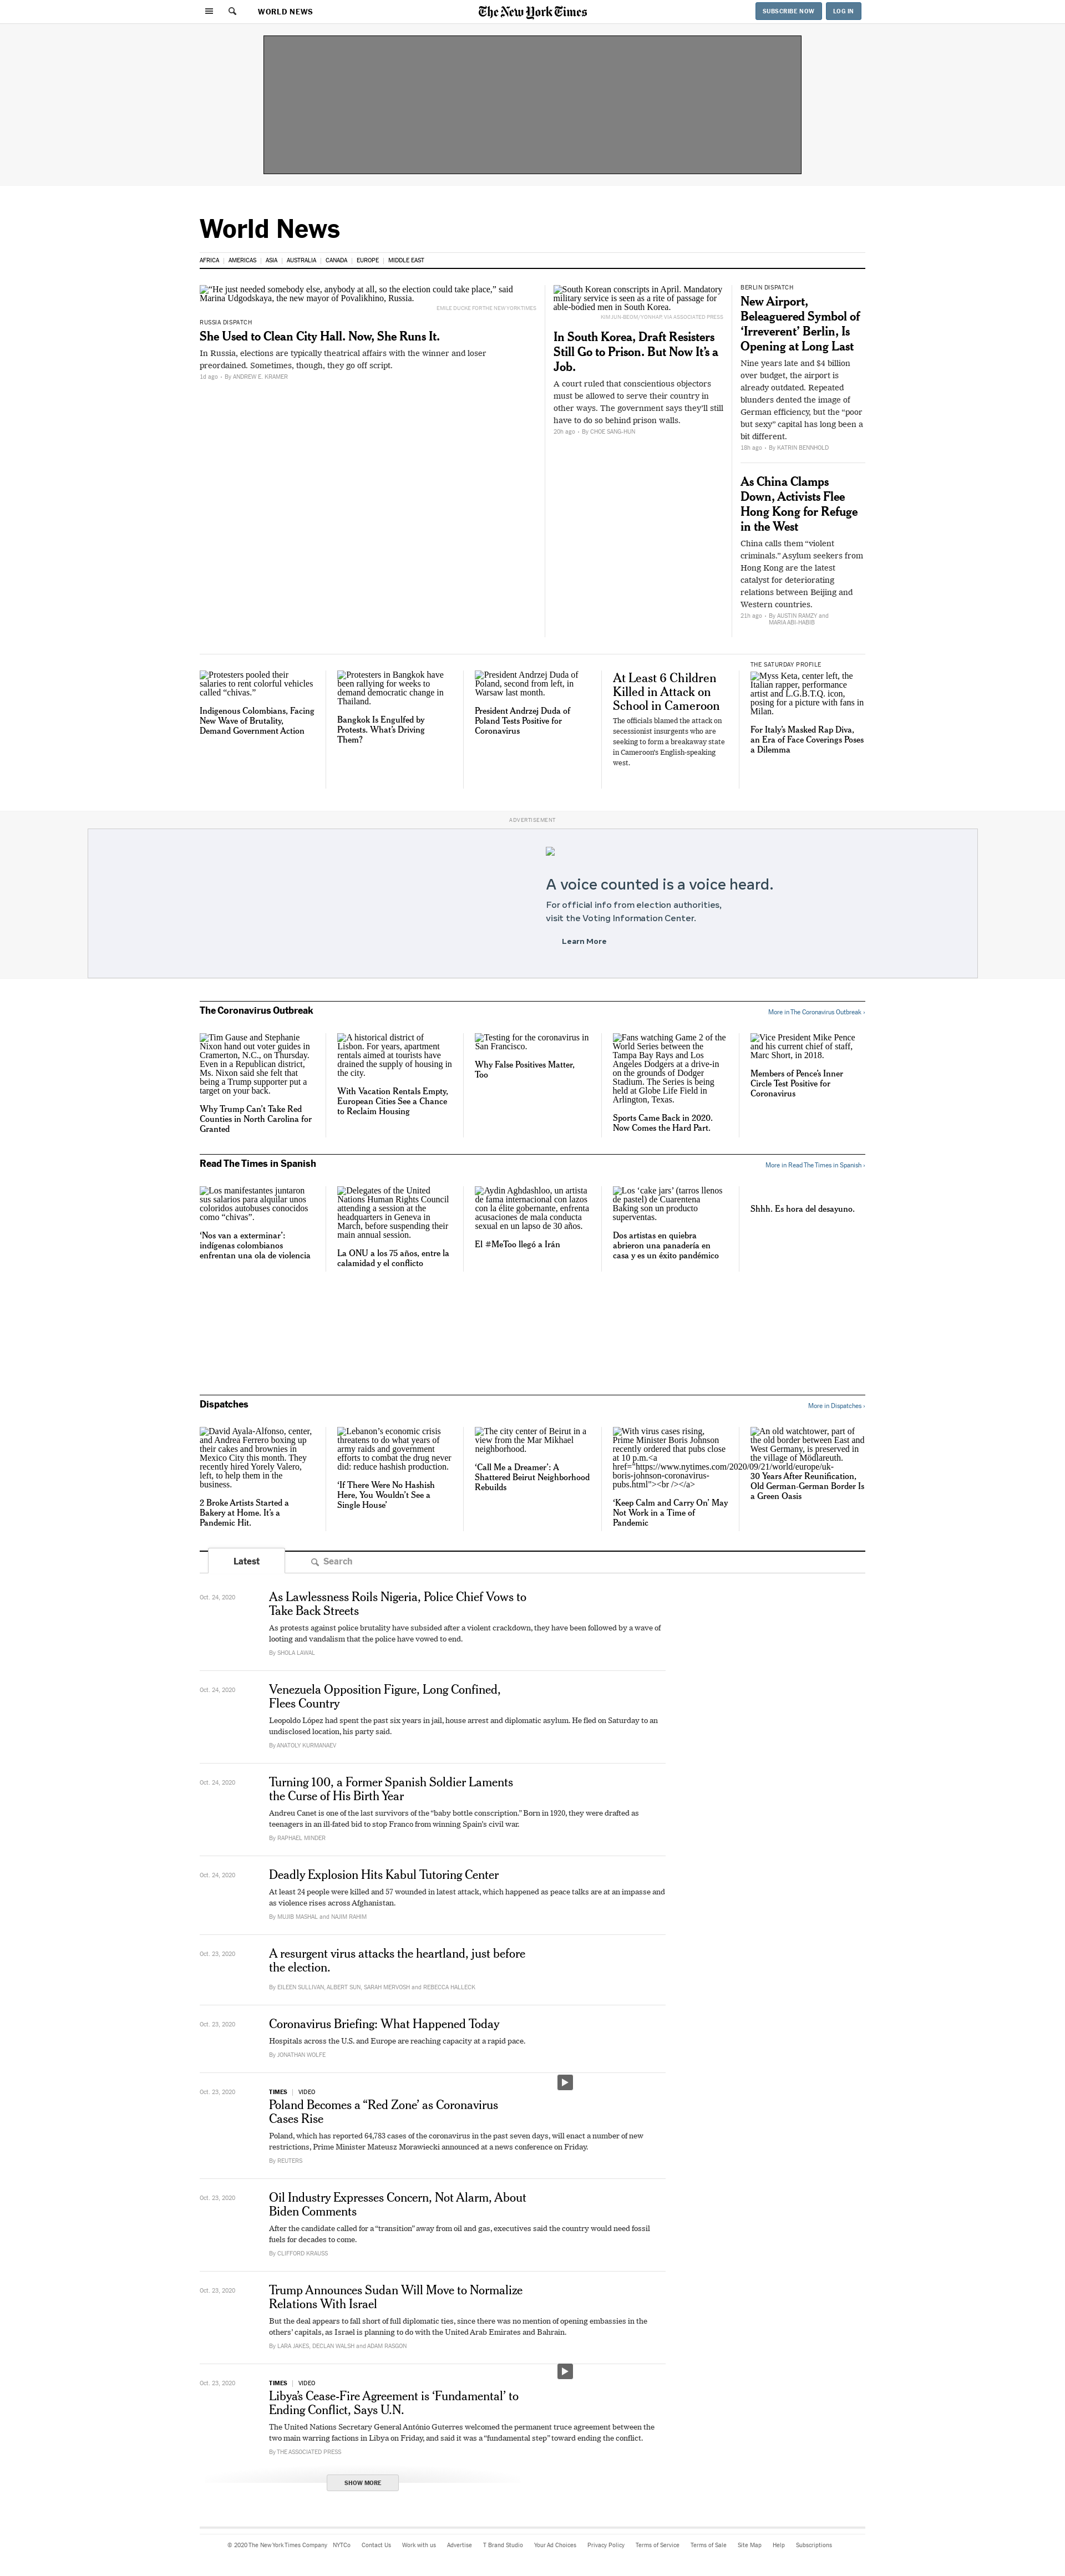 WORLD NEWS
The New York Times
SUBSCRIBE NOW
LOG IN
World News
AFRICA
AMERICAS
ASIA
AUSTRALIA
CANADA
EUROPE
MIDDLE EAST
“He just needed somebody else, anybody at all, so the election could take place,” said
Marina Udgodskaya, the new mayor of Povalikhino, Russia.
EMILE DUCKE FOR THE NEW YORK TIMES
RUSSIA DISPATCH
She Used to Clean City Hall. Now, She Runs It.
In Russia, elections are typically theatrical affairs with the winner and loser
preordained. Sometimes, though, they go off script.
1d ago • By ANDREW E. KRAMER
South Korean conscripts in April. Mandatory
military service is seen as a rite of passage for
able-bodied men in South Korea.
KIM JUN-BEOM/YONHAP, VIA ASSOCIATED PRESS
In South Korea, Draft Resisters
Still Go to Prison. But Now It’s a
Job.
A court ruled that conscientious objectors
must be allowed to serve their country in
other ways. The government says they’ll still
have to do so behind prison walls.
20h ago • By CHOE SANG-HUN
BERLIN DISPATCH
New Airport,
Beleaguered Symbol of
‘Irreverent’ Berlin, Is
Opening at Long Last
Nine years late and $4 billion
over budget, the airport is
already outdated. Repeated
blunders dented the image of
German efficiency, but the “poor
but sexy” capital has long been a
bit different.
18h ago • By KATRIN BENNHOLD
As China Clamps
Down, Activists Flee
Hong Kong for Refuge
in the West
China calls them “violent
criminals.” Asylum seekers from
Hong Kong are the latest
catalyst for deteriorating
relations between Beijing and
Western countries.
21h ago • By AUSTIN RAMZY and
MARIA ABI-HABIB
Protesters pooled their
salaries to rent colorful vehicles
called “chivas.”
Indigenous Colombians, Facing
New Wave of Brutality,
Demand Government Action
Protesters in Bangkok have
been rallying for weeks to
demand democratic change in
Thailand.
Bangkok Is Engulfed by
Protests. What’s Driving
Them?
President Andrzej Duda of
Poland, second from left, in
Warsaw last month.
President Andrzej Duda of
Poland Tests Positive for
Coronavirus
At Least 6 Children
Killed in Attack on
School in Cameroon
The officials blamed the attack on
secessionist insurgents who are
seeking to form a breakaway state
in Cameroon’s English-speaking
west.
THE SATURDAY PROFILE
Myss Keta, center left, the
Italian rapper, performance
artist and L.G.B.T.Q. icon,
posing for a picture with fans in
Milan.
For Italy’s Masked Rap Diva,
an Era of Face Coverings Poses
a Dilemma
ADVERTISEMENT
A voice counted is a voice heard.
For official info from election authorities,
visit the Voting Information Center.
Learn More
The Coronavirus Outbreak
More in The Coronavirus Outbreak ›
Tim Gause and Stephanie
Nixon hand out voter guides in
Cramerton, N.C., on Thursday.
Even in a Republican district,
Ms. Nixon said she felt that
being a Trump supporter put a
target on your back.
Why Trump Can’t Take Red
Counties in North Carolina for
Granted
A historical district of
Lisbon. For years, apartment
rentals aimed at tourists have
drained the supply of housing in
the city.
With Vacation Rentals Empty,
European Cities See a Chance
to Reclaim Housing
Testing for the coronavirus in
San Francisco.
Why False Positives Matter,
Too
Fans watching Game 2 of the
World Series between the
Tampa Bay Rays and Los
Angeles Dodgers at a drive-in
on the grounds of Dodger
Stadium. The Series is being
held at Globe Life Field in
Arlington, Texas.
Sports Came Back in 2020.
Now Comes the Hard Part.
Vice President Mike Pence
and his current chief of staff,
Marc Short, in 2018.
Members of Pence’s Inner
Circle Test Positive for
Coronavirus
Read The Times in Spanish
More in Read The Times in Spanish ›
Los manifestantes juntaron
sus salarios para alquilar unos
coloridos autobuses conocidos
como “chivas”.
‘Nos van a exterminar’:
indígenas colombianos
enfrentan una ola de violencia
Delegates of the United
Nations Human Rights Council
attending a session at the
headquarters in Geneva in
March, before suspending their
main annual session.
La ONU a los 75 años, entre la
calamidad y el conflicto
Aydin Aghdashloo, un artista
de fama internacional con lazos
con la élite gobernante, enfrenta
acusaciones de mala conducta
sexual en un lapso de 30 años.
El #MeToo llegó a Irán
Los ‘cake jars’ (tarros llenos
de pastel) de Cuarentena
Baking son un producto
superventas.
Dos artistas en quiebra
abrieron una panadería en
casa y es un éxito pandémico
Shhh. Es hora del desayuno.
Dispatches
More in Dispatches ›
David Ayala-Alfonso, center,
and Andrea Ferrero boxing up
their cakes and brownies in
Mexico City this month. They
recently hired Yorely Valero,
left, to help them in the
business.
2 Broke Artists Started a
Bakery at Home. It’s a
Pandemic Hit.
Lebanon’s economic crisis
threatens to do what years of
army raids and government
efforts to combat the drug never
did: reduce hashish production.
‘If There Were No Hashish
Here, You Wouldn’t See a
Single House’
The city center of Beirut in a
view from the Mar Mikhael
neighborhood.
‘Call Me a Dreamer’: A
Shattered Beirut Neighborhood
Rebuilds
With virus cases rising,
Prime Minister Boris Johnson
recently ordered that pubs close
at 10 p.m.<a
href="https://www.nytimes.com/2020/09/21/world/europe/uk-
boris-johnson-coronavirus-
pubs.html"><br /></a>
‘Keep Calm and Carry On’ May
Not Work in a Time of
Pandemic
An old watchtower, part of
the old border between East and
West Germany, is preserved in
the village of Mödlareuth.
30 Years After Reunification,
Old German-German Border Is
a Green Oasis
Latest
Search
Oct. 24, 2020
As Lawlessness Roils Nigeria, Police Chief Vows to
Take Back Streets
As protests against police brutality have subsided after a violent crackdown, they have been followed by a wave of
looting and vandalism that the police have vowed to end.
By SHOLA LAWAL
Oct. 24, 2020
Venezuela Opposition Figure, Long Confined,
Flees Country
Leopoldo López had spent the past six years in jail, house arrest and diplomatic asylum. He fled on Saturday to an
undisclosed location, his party said.
By ANATOLY KURMANAEV
Oct. 24, 2020
Turning 100, a Former Spanish Soldier Laments
the Curse of His Birth Year
Andreu Canet is one of the last survivors of the “baby bottle conscription.” Born in 1920, they were drafted as
teenagers in an ill-fated bid to stop Franco from winning Spain’s civil war.
By RAPHAEL MINDER
Oct. 24, 2020
Deadly Explosion Hits Kabul Tutoring Center
At least 24 people were killed and 57 wounded in latest attack, which happened as peace talks are at an impasse and
as violence rises across Afghanistan.
By MUJIB MASHAL and NAJIM RAHIM
Oct. 23, 2020
A resurgent virus attacks the heartland, just before
the election.
By EILEEN SULLIVAN, ALBERT SUN, SARAH MERVOSH and REBECCA HALLECK
Oct. 23, 2020
Coronavirus Briefing: What Happened Today
Hospitals across the U.S. and Europe are reaching capacity at a rapid pace.
By JONATHAN WOLFE
Oct. 23, 2020
TIMES | VIDEO
Poland Becomes a “Red Zone’ as Coronavirus
Cases Rise
Poland, which has reported 64,783 cases of the coronavirus in the past seven days, will enact a number of new
restrictions, Prime Minister Mateusz Morawiecki announced at a news conference on Friday.
By REUTERS
Oct. 23, 2020
Oil Industry Expresses Concern, Not Alarm, About
Biden Comments
After the candidate called for a “transition” away from oil and gas, executives said the country would need fossil
fuels for decades to come.
By CLIFFORD KRAUSS
Oct. 23, 2020
Trump Announces Sudan Will Move to Normalize
Relations With Israel
But the deal appears to fall short of full diplomatic ties, since there was no mention of opening embassies in the
others’ capitals, as Israel is planning to do with the United Arab Emirates and Bahrain.
By LARA JAKES, DECLAN WALSH and ADAM RASGON
Oct. 23, 2020
TIMES | VIDEO
Libya’s Cease-Fire Agreement is ‘Fundamental’ to
Ending Conflict, Says U.N.
The United Nations Secretary General António Guterres welcomed the permanent truce agreement between the
two main warring factions in Libya on Friday, and said it was a “fundamental step” toward ending the conflict.
By THE ASSOCIATED PRESS
SHOW MORE
© 2020 The New York Times Company
NYTCo
Contact Us
Work with us
Advertise
T Brand Studio
Your Ad Choices
Privacy Policy
Terms of Service
Terms of Sale
Site Map
Help
Subscriptions